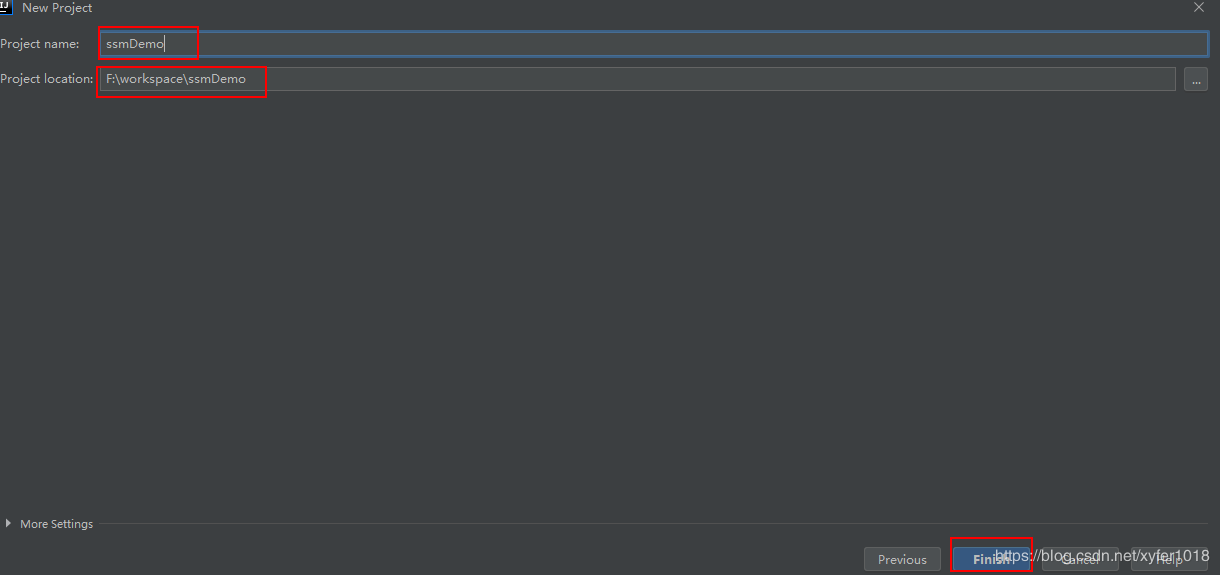 New Project
Project name: ssmDemo
Project location: F:\workspace\ssmDemo ...
More Settings
Previous Finish Cancel Help
https://blog.csdn.net/xyfer1018